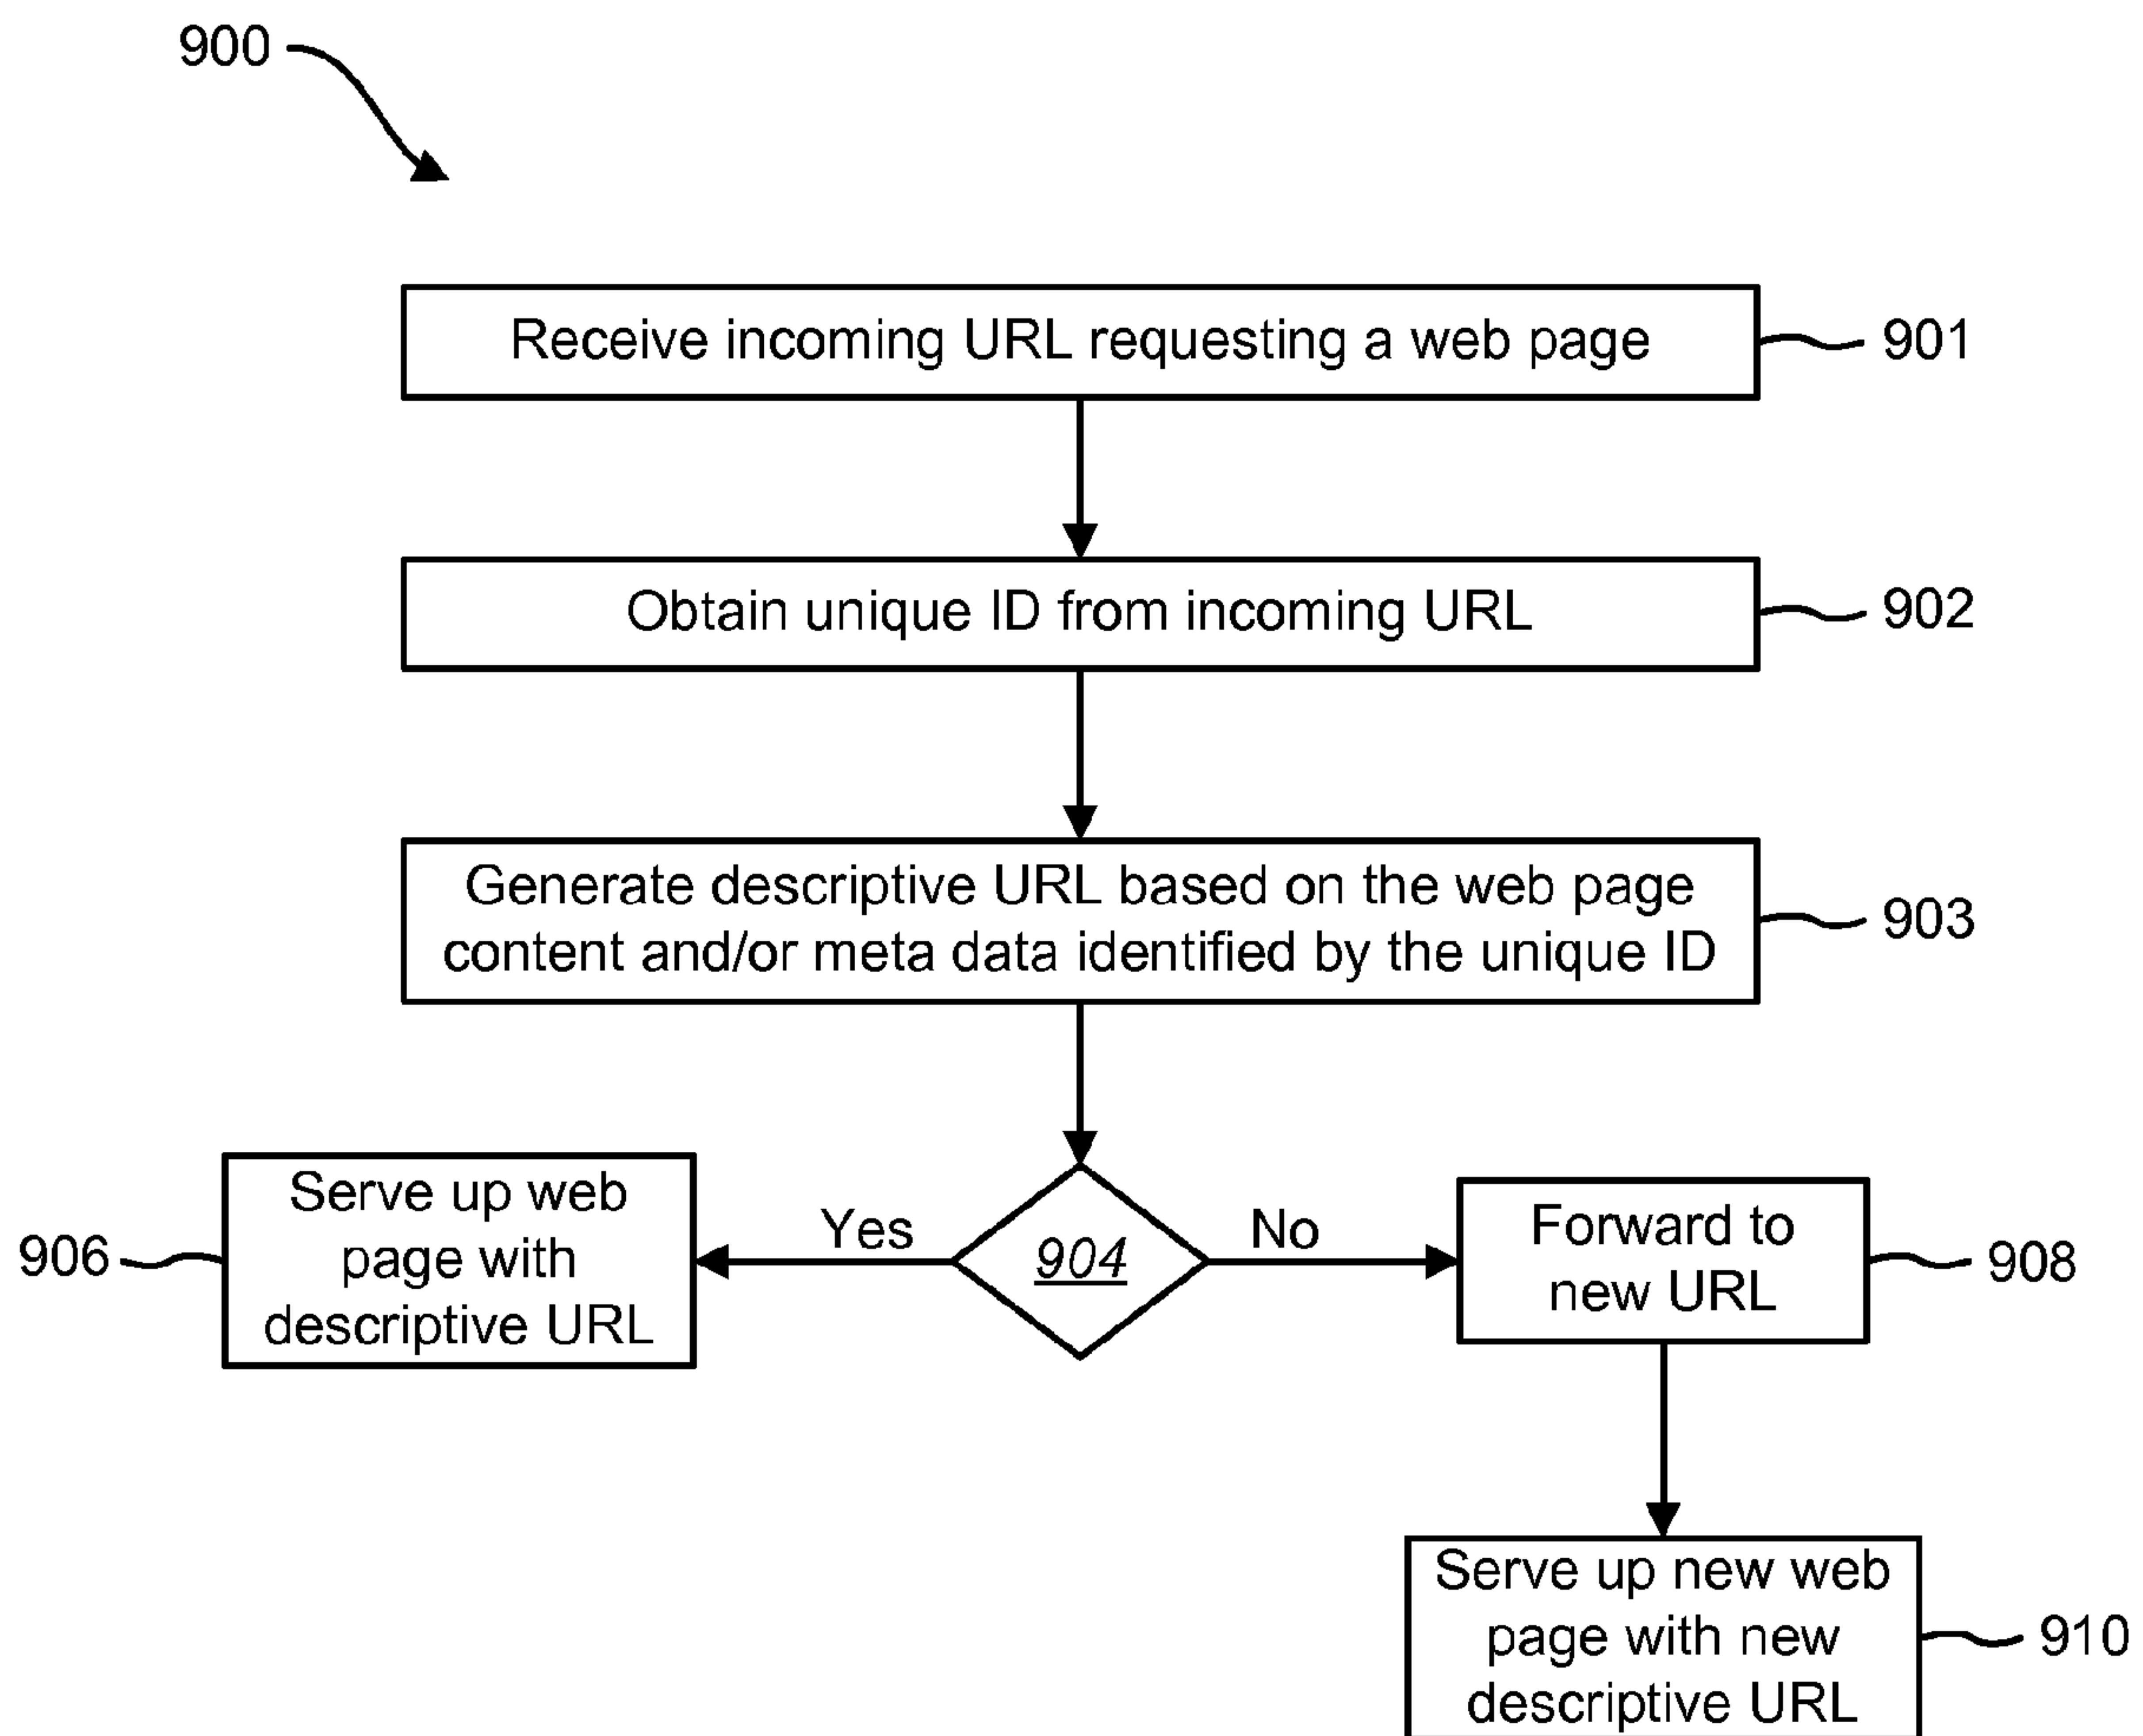 900
Receive incoming URL requesting a web page
901
Obtain unique ID from incoming URL
902
Generate descriptive URL based on the web page
content and/or meta data identified by the unique ID
903
Serve up web
page with
descriptive URL
906
Yes
904
No
Forward to
new URL
908
Serve up new web
page with new
descriptive URL
910